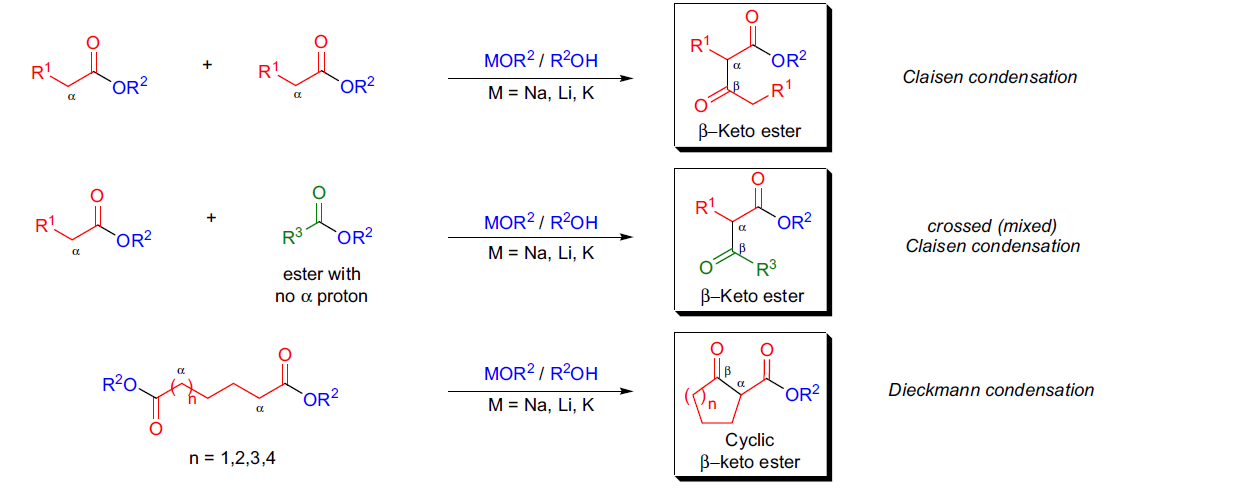 O
R¹
α
OR²
+
O
R¹
α
OR²
MOR² / R²OH
M = Na, Li, K
O
R¹
OR²
α
β
O
R¹
β–Keto ester
Claisen condensation
O
R¹
α
OR²
+
O
R³
OR²
ester with
no α proton
MOR² / R²OH
M = Na, Li, K
O
R¹
OR²
α
β
O
R³
β–Keto ester
crossed (mixed)
Claisen condensation
R²O
α
( )n
O
O
α
OR²
n = 1,2,3,4
MOR² / R²OH
M = Na, Li, K
O
O
β
α
OR²
( )n
Cyclic
β–keto ester
Dieckmann condensation